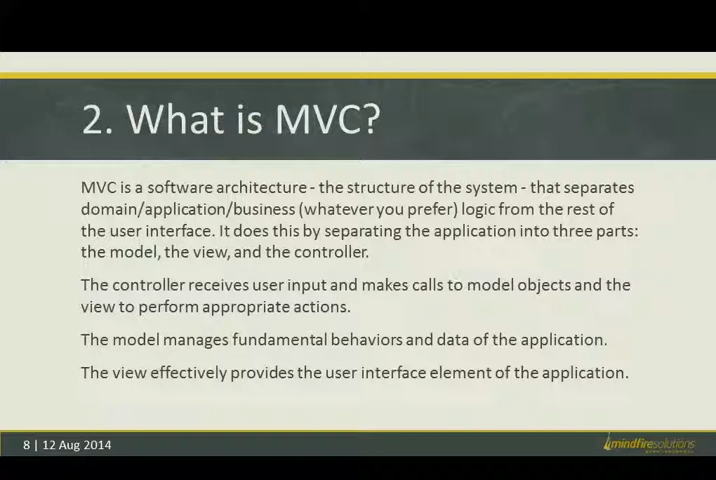 2. What is MVC?
MVC is a software architecture - the structure of the system - that separates
domain/application/business (whatever you prefer) logic from the rest of
the user interface. It does this by separating the application into three parts:
the model, the view, and the controller.
The controller receives user input and makes calls to model objects and the
view to perform appropriate actions.
The model manages fundamental behaviors and data of the application.
The view effectively provides the user interface element of the application.
8 | 12 Aug 2014
mindfiresolutions